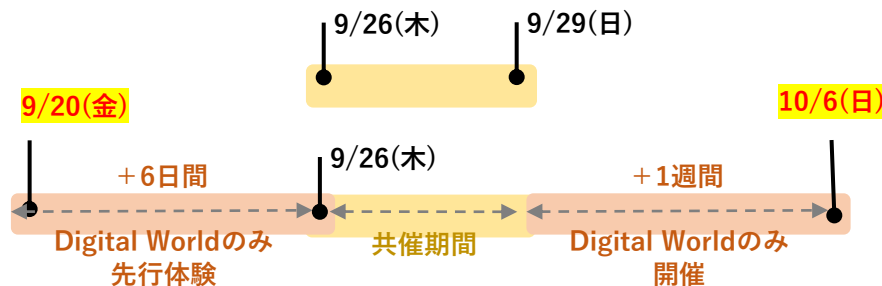 9/26(木)
9/29(日)
9/20(金)
10/6(日)
9/26(木)
＋6日間
＋1週間
Digital Worldのみ
先行体験
共催期間
Digital Worldのみ
開催